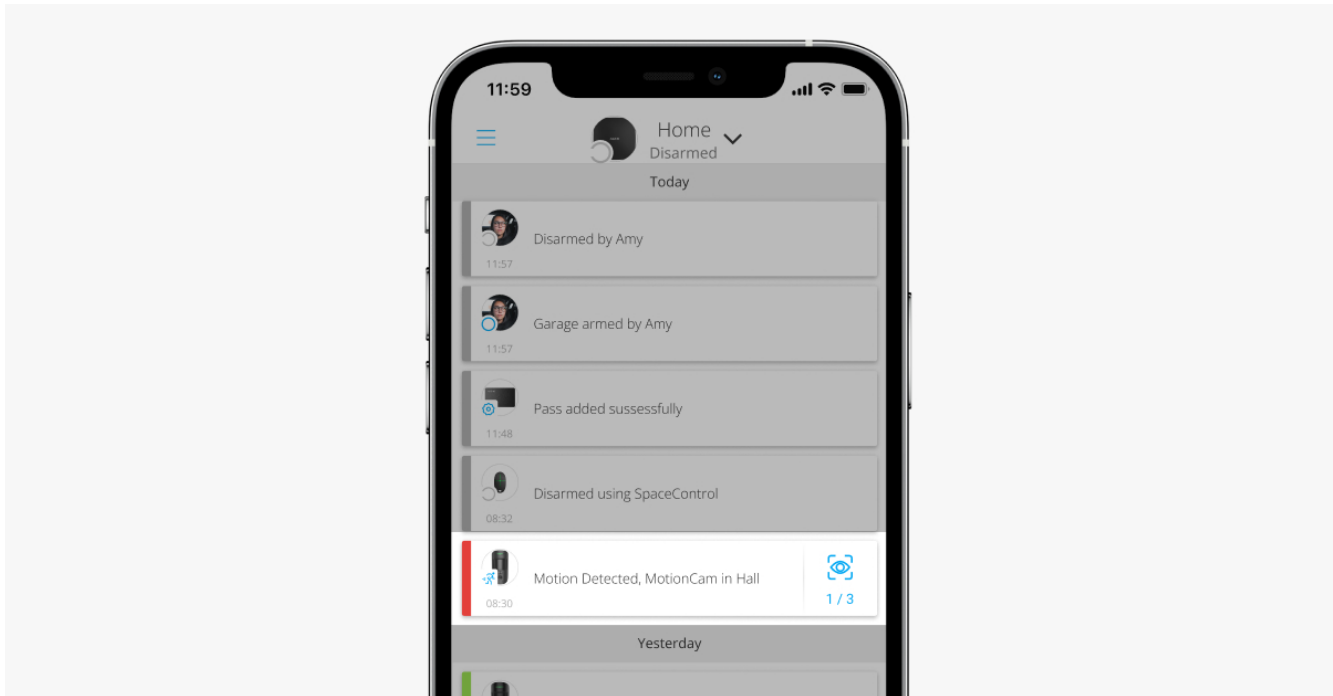 11:59
Home
Disarmed
Today
Disarmed by Amy
11:57
Garage armed by Amy
11:57
Pass added sussessfully
11:48
Disarmed using SpaceControl
08:32
Motion Detected, MotionCam in Hall
08:30
1 / 3
Yesterday